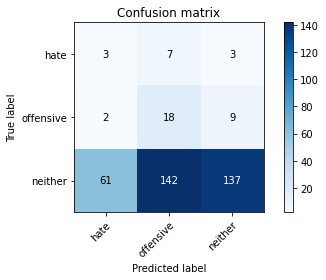 Confusion matrix
hate 3 7 3
offensive 2 18 9
neither 61 142 137
hate offensive neither
True label
Predicted label
140
120
100
80
60
40
20